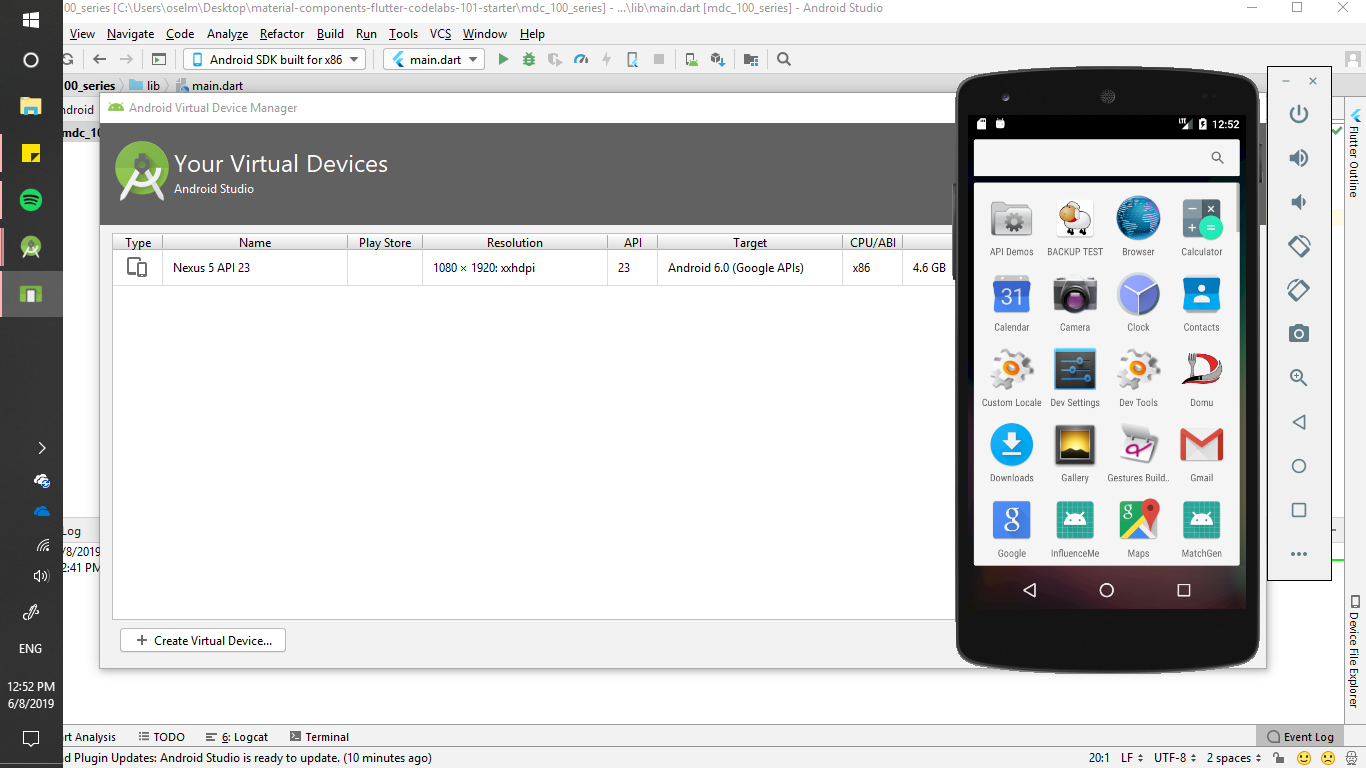 00_series [C:\Users\oselm\Desktop\material-components-flutter-codelabs-101-starter\mdc_100_series] - ...\lib\main.dart [mdc_100_series] - Android Studio
View Navigate Code Analyze Refactor Build Run Tools VCS Window Help
Android SDK built for x86 main.dart
00_series lib main.dart
ndroid
mdc_10
Android Virtual Device Manager
Your Virtual Devices
Android Studio
Type Name Play Store Resolution API Target CPU/ABI
Nexus 5 API 23 1080 × 1920: xxhdpi 23 Android 6.0 (Google APIs) x86 4.6 GB
Create Virtual Device...
LTE 12:52
API Demos BACKUP TEST Browser Calculator
31
Calendar Camera Clock Contacts
Custom Locale Dev Settings Dev Tools Domu
Downloads Gallery Gestures Build.. Gmail
Google InfluenceMe Maps MatchGen
Flutter Outline
Device File Explorer
Log
/8/2019
2:41 PM
ENG
12:52 PM
6/8/2019
rt Analysis TODO 6: Logcat Terminal Event Log
d Plugin Updates: Android Studio is ready to update. (10 minutes ago) 20:1 LF UTF-8 2 spaces